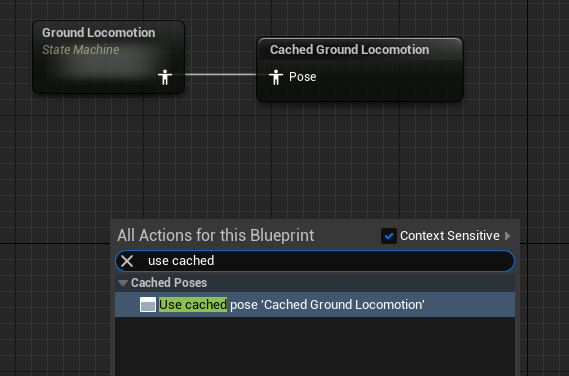 Ground Locomotion
State Machine
Cached Ground Locomotion
Pose
All Actions for this Blueprint
Context Sensitive
use cached
Cached Poses
Use cached pose 'Cached Ground Locomotion'